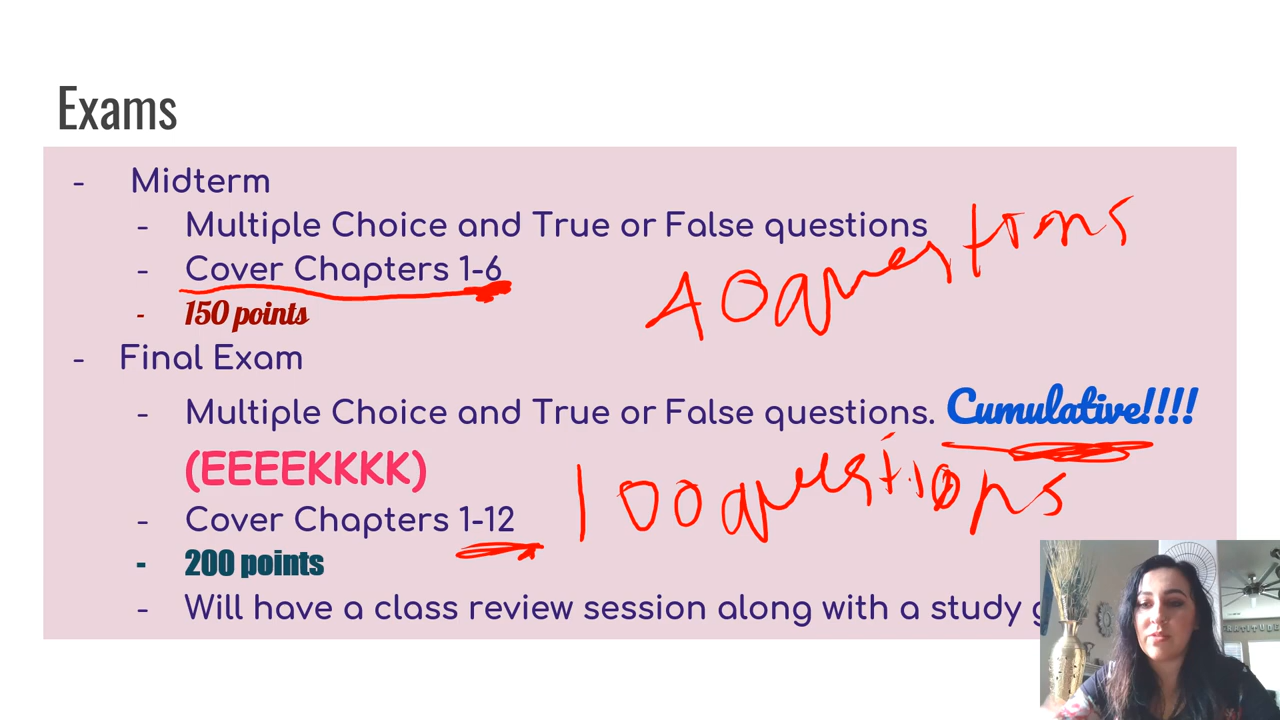 Exams
- Midterm
- Multiple Choice and True or False questions
- Cover Chapters 1-6
40 questions
- 150 points
- Final Exam
- Multiple Choice and True or False questions. Cumulative!!!!
(EEEEKKKK)
100 questions
- Cover Chapters 1-12
- 200 points
- Will have a class review session along with a study
GRATITUDE